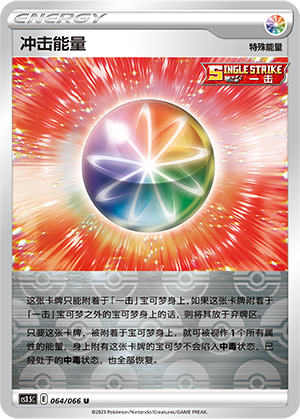 ENERGY
冲击能量
特殊能量
SINGLE STRIKE
一击
这张卡牌只能附着于「一击」宝可梦身上,如果这张卡牌附着于「一击」宝可梦之外的宝可梦身上的话,则将其放于弃牌区。
只要这张卡牌,被附于宝可梦身上,就可被视作1个所有属性的能量,身上附有这张卡牌的宝可梦不会陷入中毒状态,已经处于中毒状态,也全部恢复。
CS3.5C E 064/066 U
©2023 Pokémon/Nintendo/Creatures/GAME FREAK.